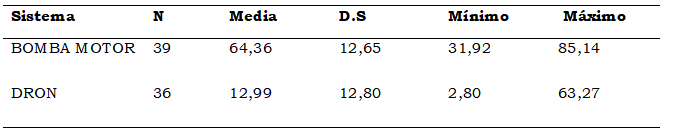 Sistema N Media D.S Mínimo Máximo
BOMBA MOTOR 39 64,36 12,65 31,92 85,14
DRON 36 12,99 12,80 2,80 63,27